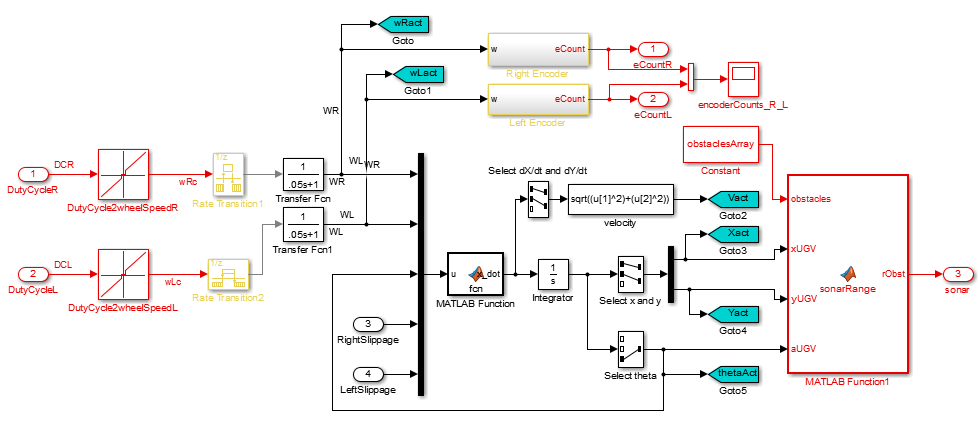 wRact
Goto
w
eCount
1
eCountR
Right Encoder
wLact
Goto1
w
eCount
2
eCountL
Left Encoder
encoderCounts_R_L
WR
WL
WR
obstaclesArray
Constant
1
DCR
DutyCycleR
wRc
DutyCycle2wheelSpeedR
1/z
Rate Transition1
1
.05s+1
Transfer Fcn
WR
WL
1
.05s+1
Transfer Fcn1
WL
2
DCL
DutyCycleL
wLc
DutyCycle2wheelSpeedL
1/z
Rate Transition2
Select dX/dt and dY/dt
sqrt((u[1]^2)+(u[2]^2))
velocity
Vact
Goto2
Xact
Goto3
u
_dot
fcn
MATLAB Function
1
s
Integrator
Select x and y
Yact
Goto4
3
RightSlippage
4
LeftSlippage
Select theta
thetaAct
Goto5
obstacles
xUGV
yUGV
aUGV
sonarRange
rObst
MATLAB Function1
3
sonar